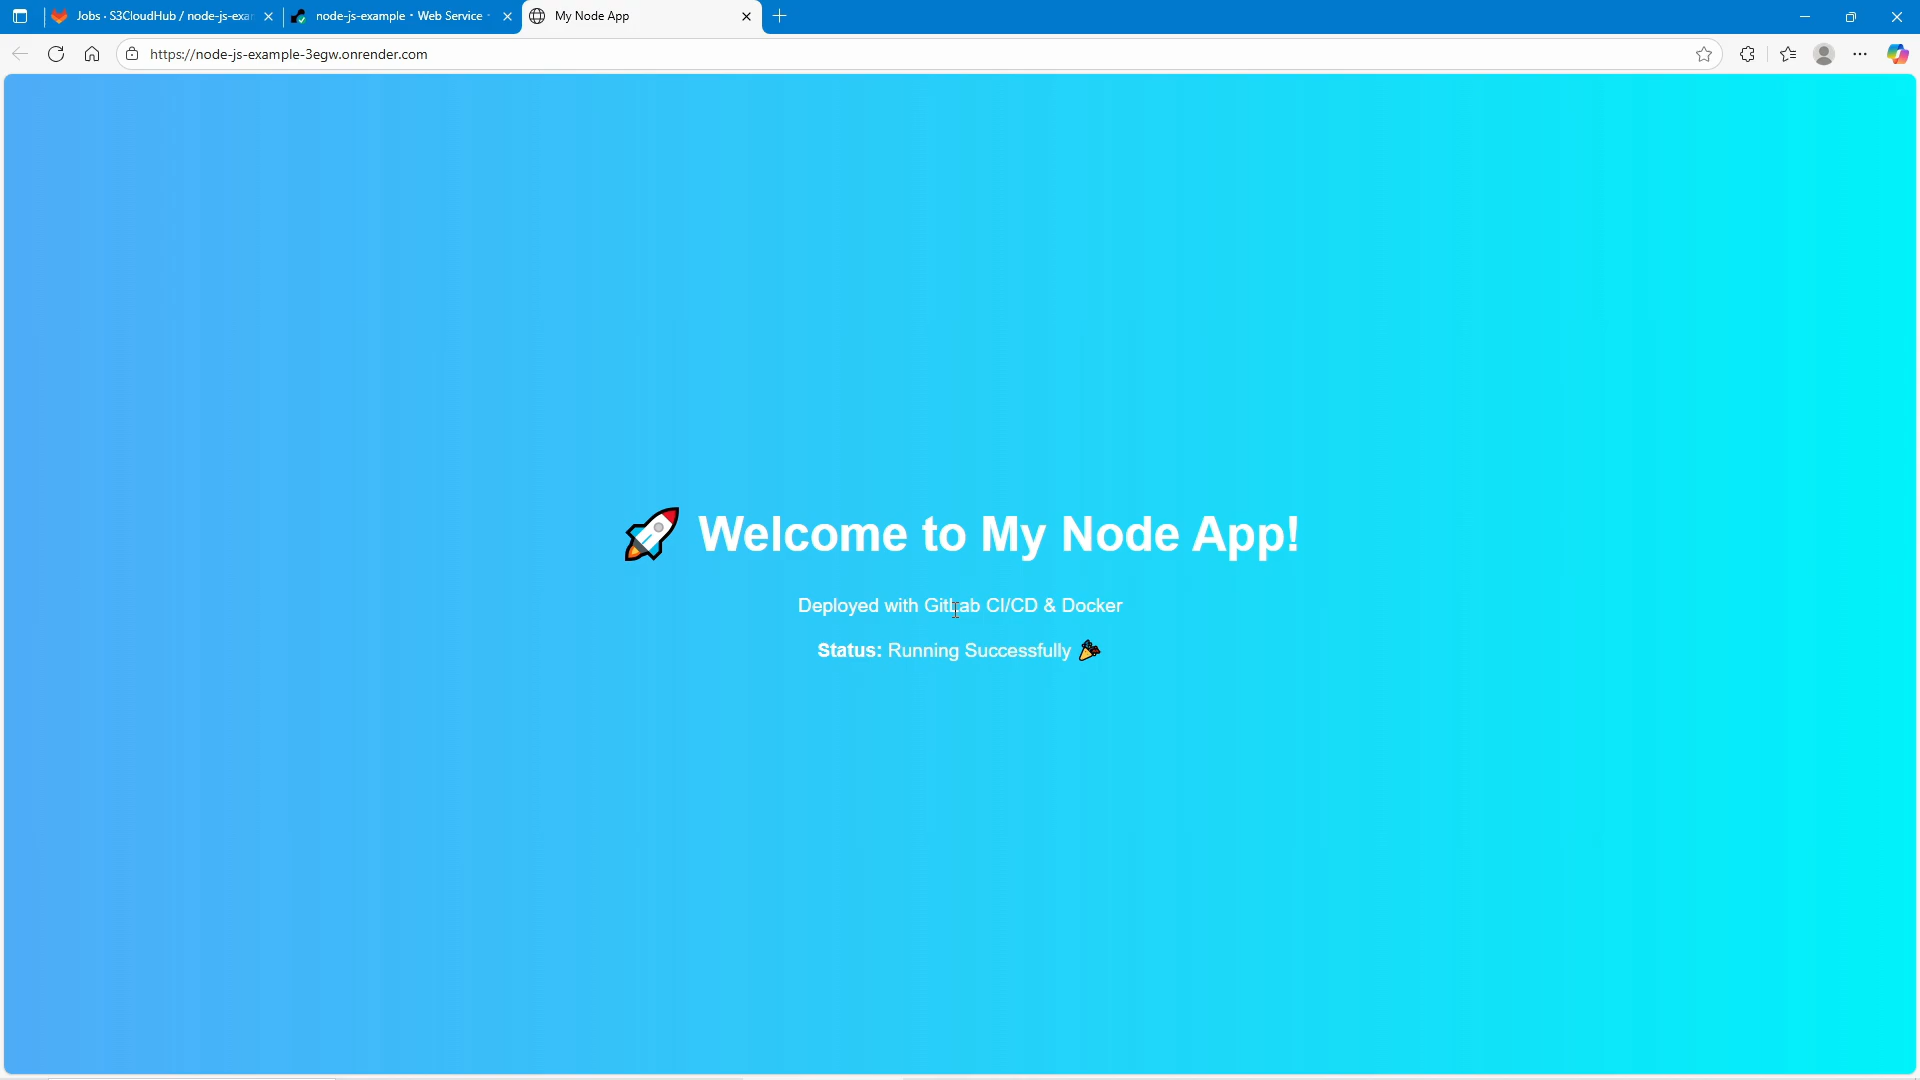 Jobs · S3CloudHub / node-js-exa
node-js-example · Web Service ·
My Node App
https://node-js-example-3egw.onrender.com
🚀 Welcome to My Node App!
Deployed with GitLab CI/CD & Docker
Status: Running Successfully 🎉